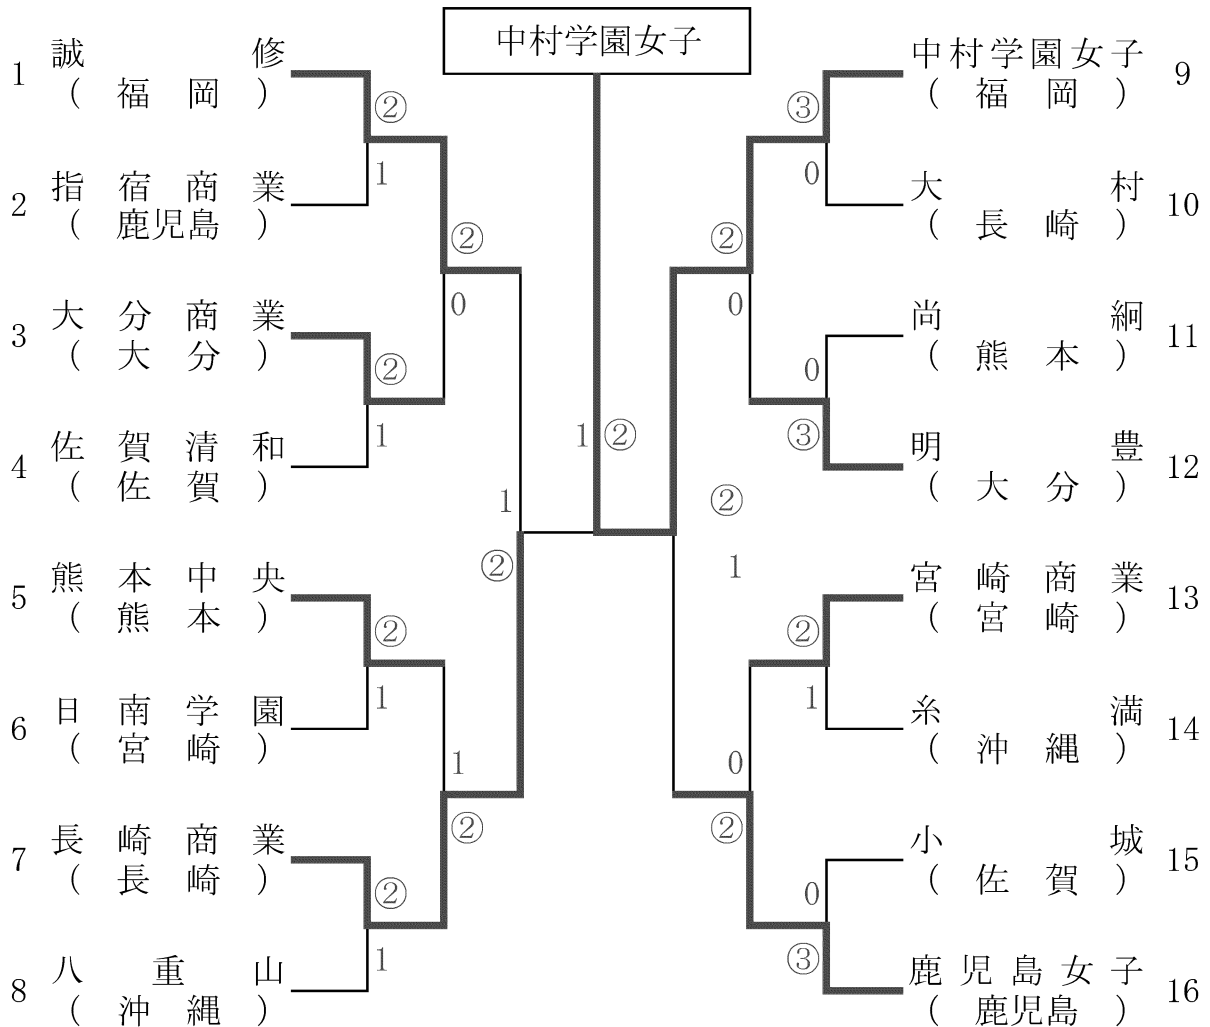 中村学園女子
1 誠修
(福岡)
2 指宿商業
(鹿児島)
3 大分商業
(大分)
4 佐賀清和
(佐賀)
5 熊本中央
(熊本)
6 日南学園
(宮崎)
7 長崎商業
(長崎)
8 八重山
(沖縄)
②
1
②
1
②
1
②
1
②
0
1
②
1
②
1
②
②
1
③
0
0
③
②
1
0
③
②
0
0
②
中村学園女子 9
(福岡)
大村 10
(長崎)
尚絅 11
(熊本)
明豊 12
(大分)
宮崎商業 13
(宮崎)
糸満 14
(沖縄)
小城 15
(佐賀)
鹿児島女子 16
(鹿児島)